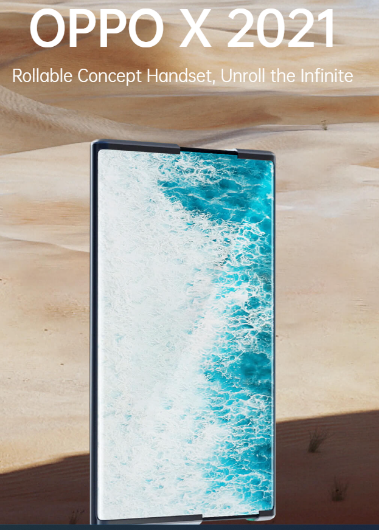 OPPO X 2021
Rollable Concept Handset, Unroll the Infinite